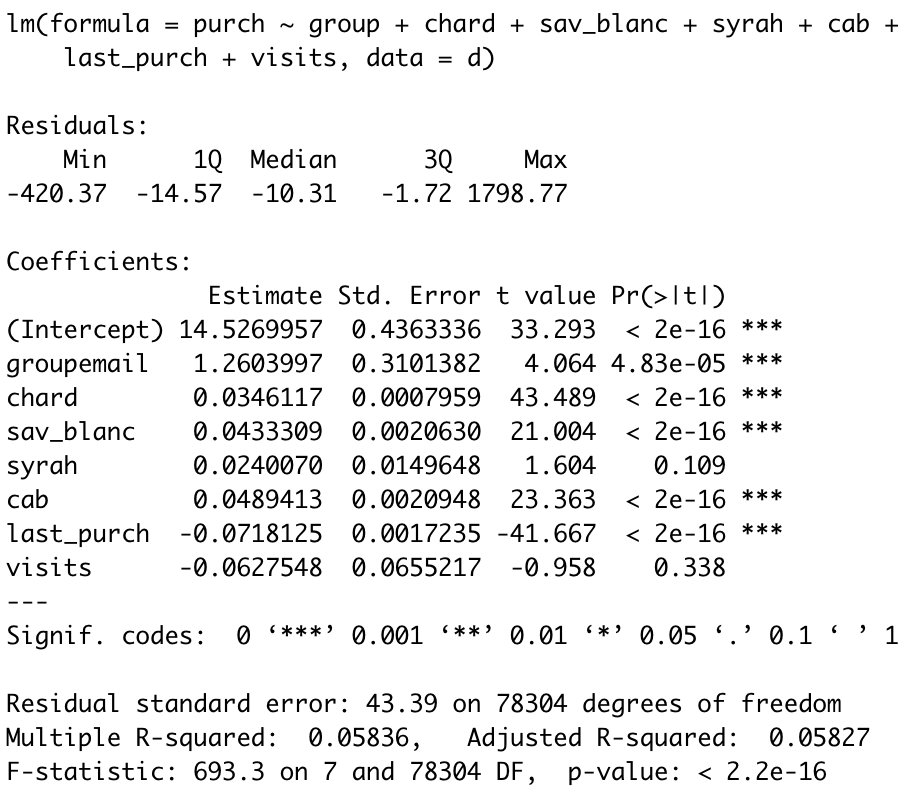 lm(formula = purch ~ group + chard + sav_blanc + syrah + cab +
    last_purch + visits, data = d)

Residuals:
    Min      1Q  Median      3Q     Max
-420.37  -14.57  -10.31   -1.72 1798.77

Coefficients:
              Estimate Std. Error t value Pr(>|t|)
(Intercept) 14.5269957  0.4363336  33.293  < 2e-16 ***
groupemail   1.2603997  0.3101382   4.064 4.83e-05 ***
chard        0.0346117  0.0007959  43.489  < 2e-16 ***
sav_blanc    0.0433309  0.0020630  21.004  < 2e-16 ***
syrah        0.0240070  0.0149648   1.604    0.109
cab          0.0489413  0.0020948  23.363  < 2e-16 ***
last_purch  -0.0718125  0.0017235 -41.667  < 2e-16 ***
visits      -0.0627548  0.0655217  -0.958    0.338
---
Signif. codes:  0 ‘***’ 0.001 ‘**’ 0.01 ‘*’ 0.05 ‘.’ 0.1 ‘ ’ 1

Residual standard error: 43.39 on 78304 degrees of freedom
Multiple R-squared:  0.05836,   Adjusted R-squared:  0.05827
F-statistic: 693.3 on 7 and 78304 DF,  p-value: < 2.2e-16